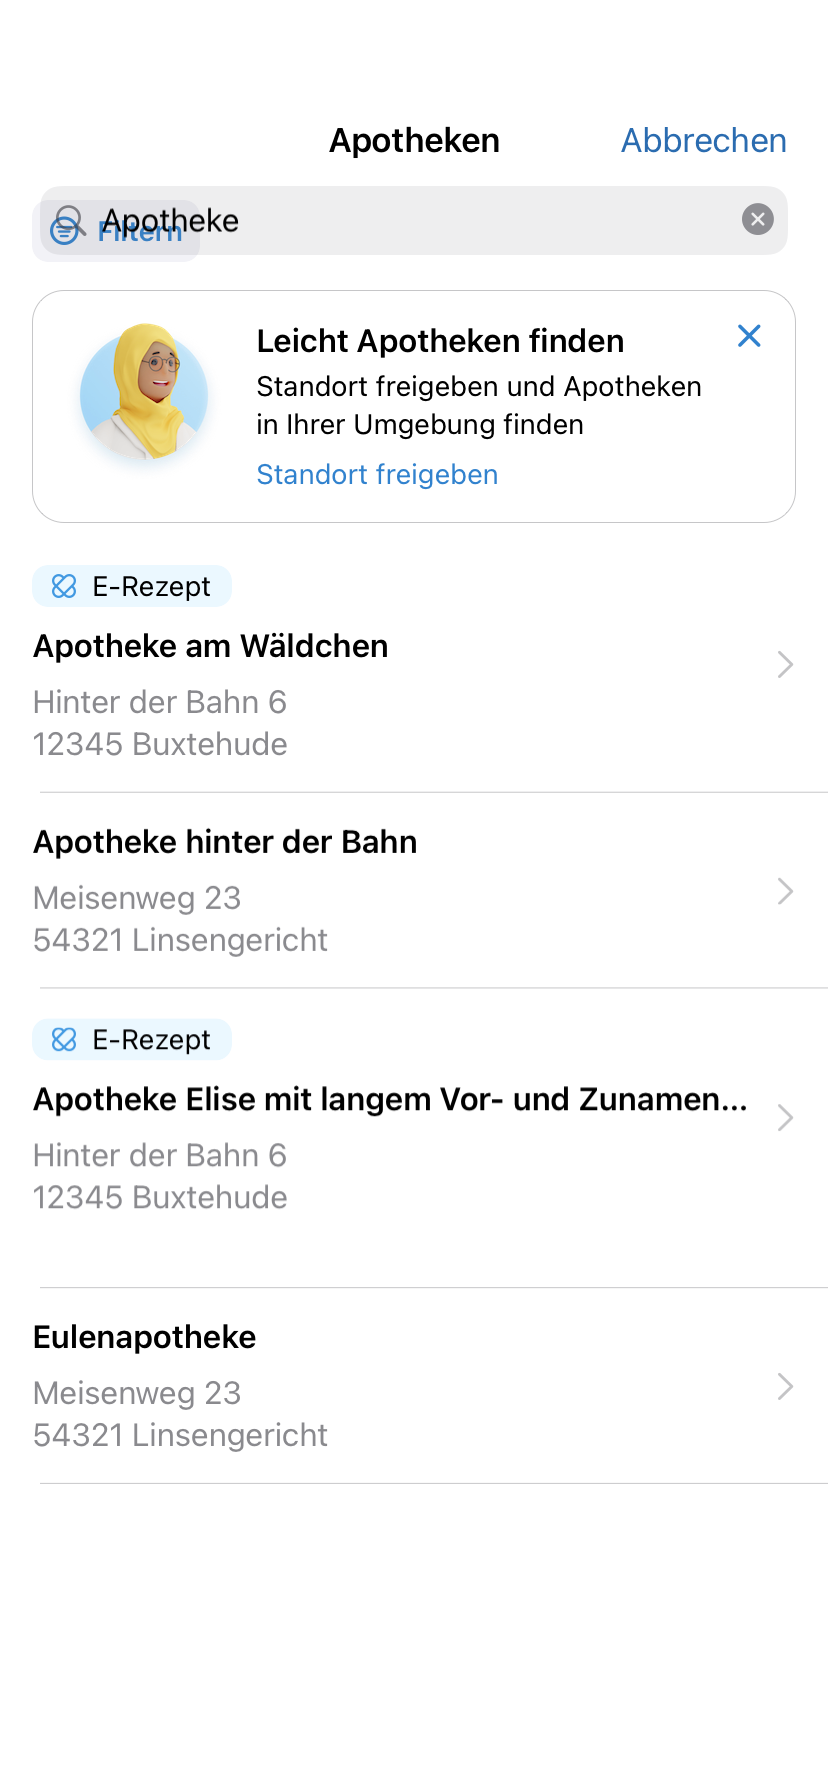 Apotheken
Abbrechen
Apotheke
Filtern
Leicht Apotheken finden
Standort freigeben und Apotheken
in Ihrer Umgebung finden
Standort freigeben
E-Rezept
Apotheke am Wäldchen
Hinter der Bahn 6
12345 Buxtehude
Apotheke hinter der Bahn
Meisenweg 23
54321 Linsengericht
E-Rezept
Apotheke Elise mit langem Vor- und Zunamen...
Hinter der Bahn 6
12345 Buxtehude
Eulenapotheke
Meisenweg 23
54321 Linsengericht